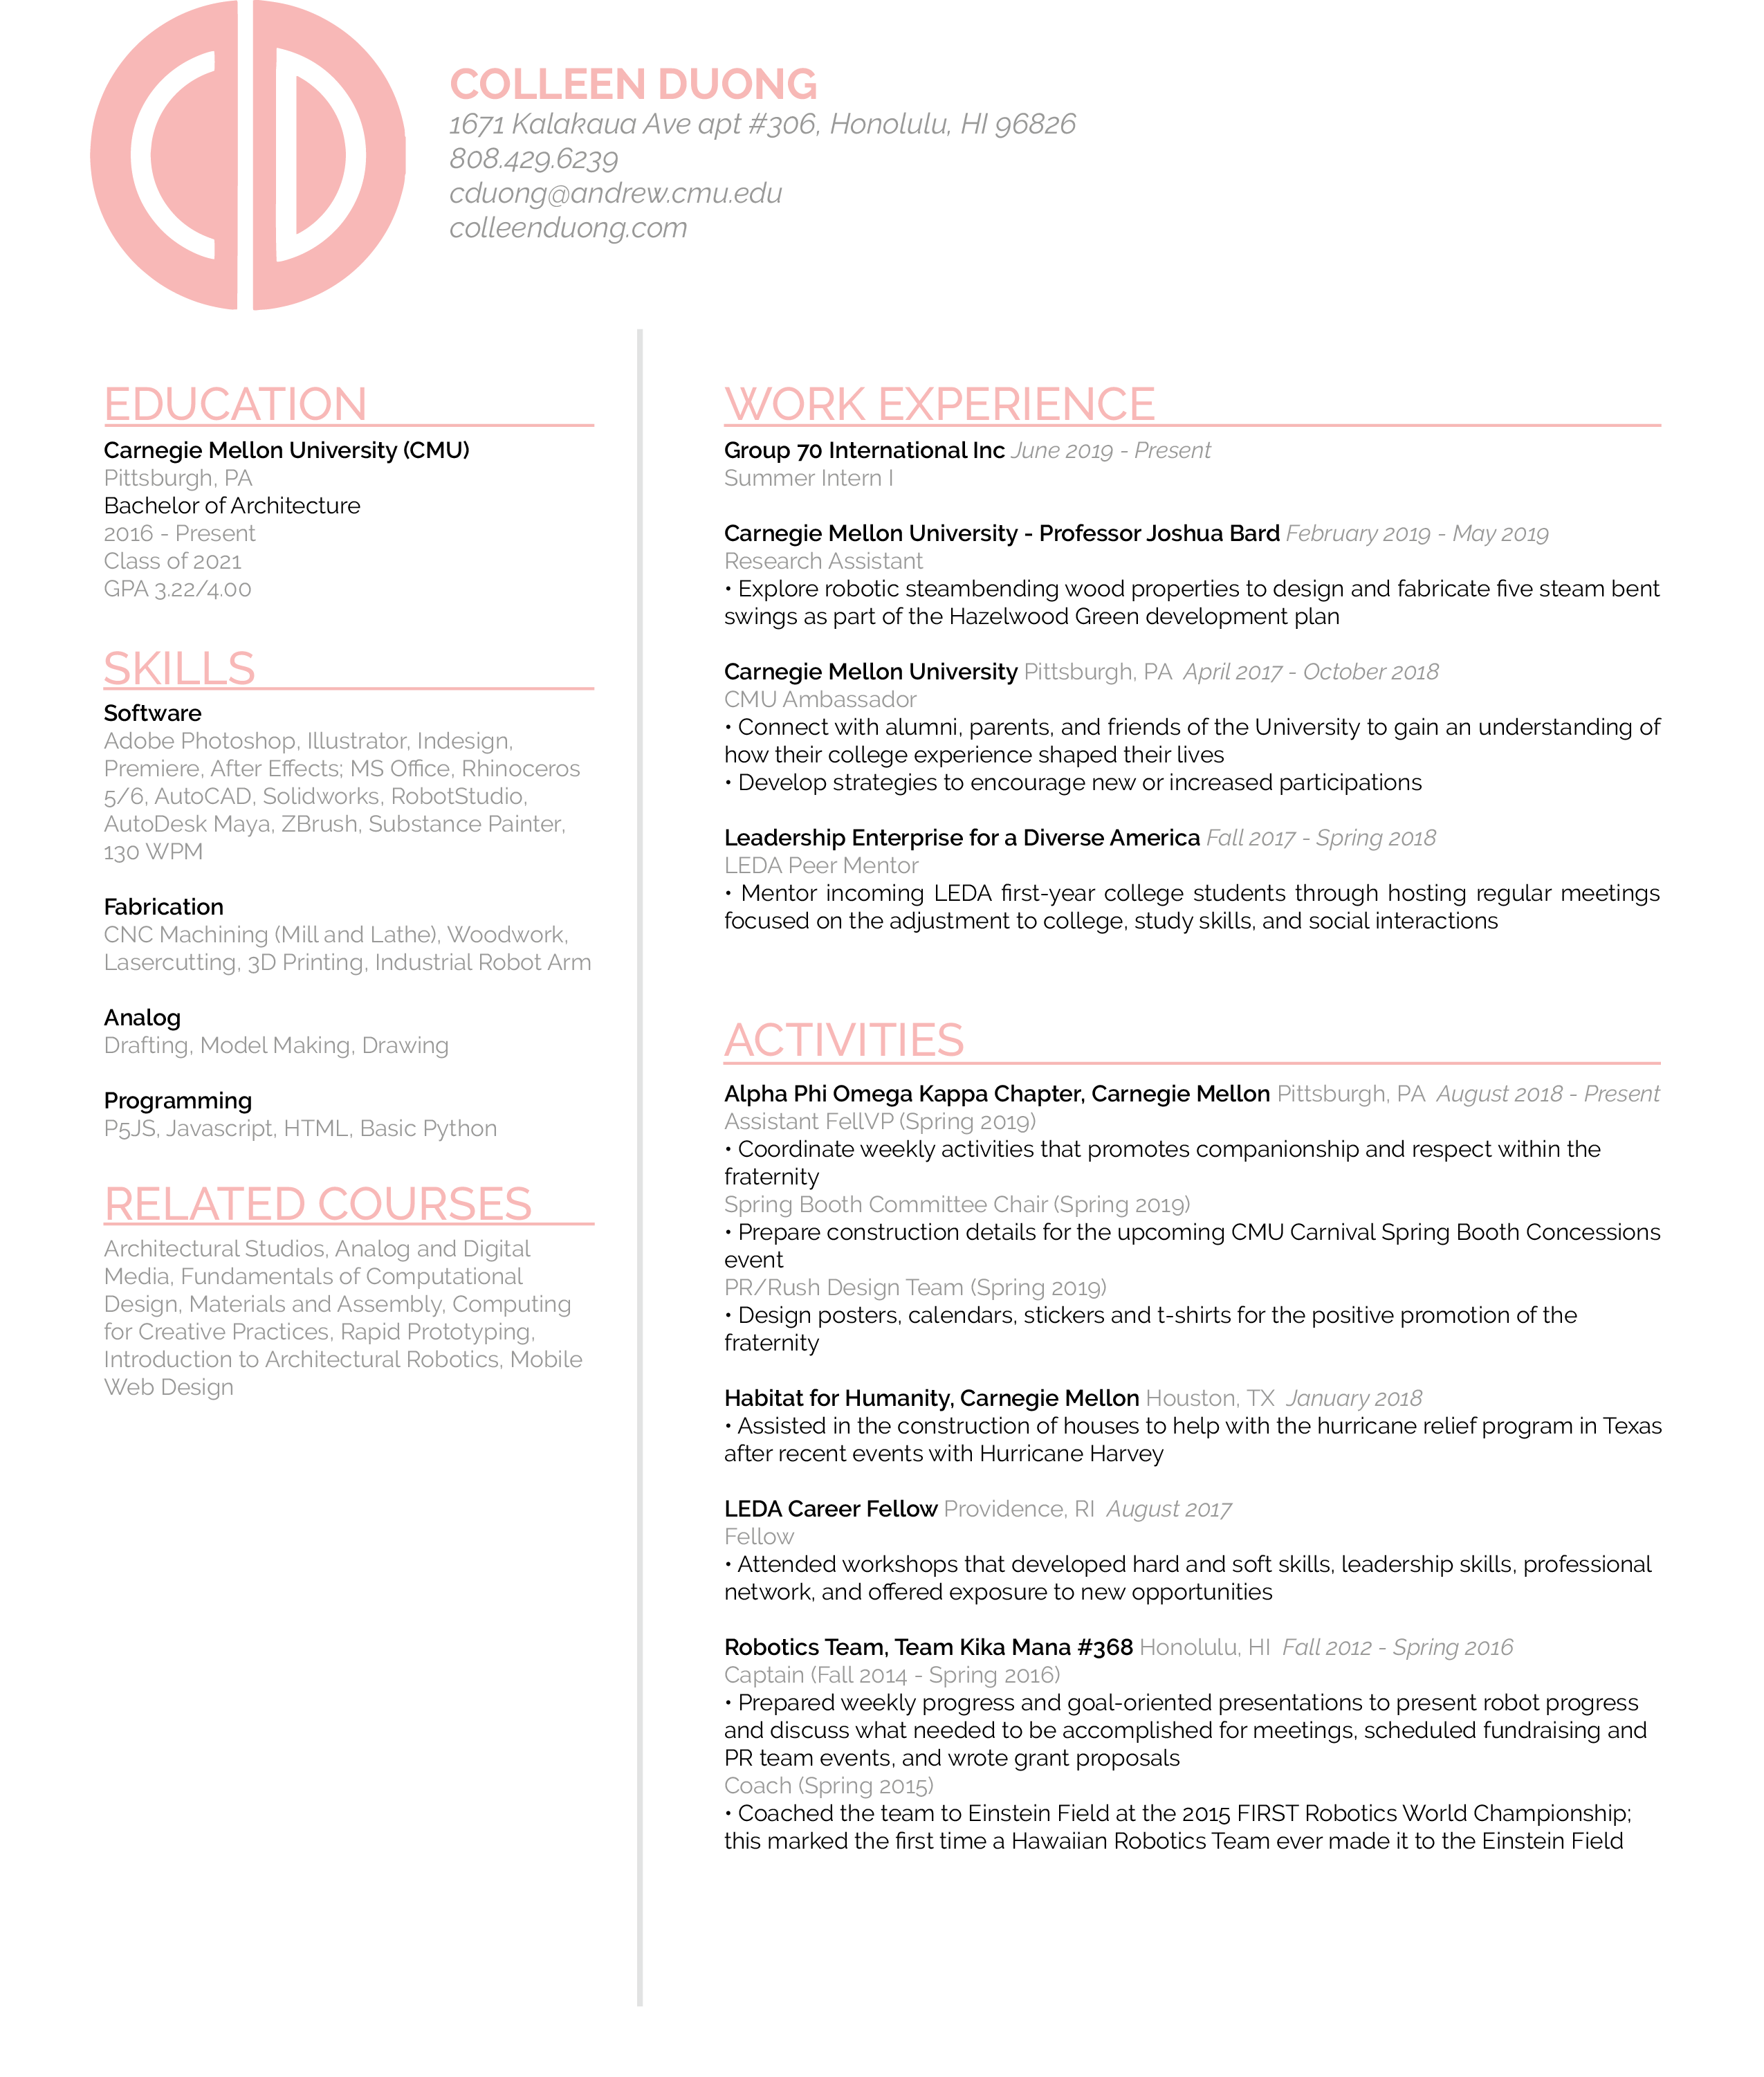 CD
COLLEEN DUONG
1671 Kalakaua Ave apt #306, Honolulu, HI 96826
808.429.6239
cduong@andrew.cmu.edu
colleenduong.com
EDUCATION
Carnegie Mellon University (CMU)
Pittsburgh, PA
Bachelor of Architecture
2016 - Present
Class of 2021
GPA 3.22/4.00
SKILLS
Software
Adobe Photoshop, Illustrator, Indesign,
Premiere, After Effects; MS Office, Rhinoceros
5/6, AutoCAD, Solidworks, RobotStudio,
AutoDesk Maya, ZBrush, Substance Painter,
130 WPM
Fabrication
CNC Machining (Mill and Lathe), Woodwork,
Lasercutting, 3D Printing, Industrial Robot Arm
Analog
Drafting, Model Making, Drawing
Programming
P5JS, Javascript, HTML, Basic Python
RELATED COURSES
Architectural Studios, Analog and Digital
Media, Fundamentals of Computational
Design, Materials and Assembly, Computing
for Creative Practices, Rapid Prototyping,
Introduction to Architectural Robotics, Mobile
Web Design
WORK EXPERIENCE
Group 70 International Inc June 2019 - Present
Summer Intern I
Carnegie Mellon University - Professor Joshua Bard February 2019 - May 2019
Research Assistant
• Explore robotic steambending wood properties to design and fabricate five steam bent
swings as part of the Hazelwood Green development plan
Carnegie Mellon University Pittsburgh, PA April 2017 - October 2018
CMU Ambassador
• Connect with alumni, parents, and friends of the University to gain an understanding of
how their college experience shaped their lives
• Develop strategies to encourage new or increased participations
Leadership Enterprise for a Diverse America Fall 2017 - Spring 2018
LEDA Peer Mentor
• Mentor incoming LEDA first-year college students through hosting regular meetings
focused on the adjustment to college, study skills, and social interactions
ACTIVITIES
Alpha Phi Omega Kappa Chapter, Carnegie Mellon Pittsburgh, PA August 2018 - Present
Assistant FellVP (Spring 2019)
• Coordinate weekly activities that promotes companionship and respect within the
fraternity
Spring Booth Committee Chair (Spring 2019)
• Prepare construction details for the upcoming CMU Carnival Spring Booth Concessions
event
PR/Rush Design Team (Spring 2019)
• Design posters, calendars, stickers and t-shirts for the positive promotion of the
fraternity
Habitat for Humanity, Carnegie Mellon Houston, TX January 2018
• Assisted in the construction of houses to help with the hurricane relief program in Texas
after recent events with Hurricane Harvey
LEDA Career Fellow Providence, RI August 2017
Fellow
• Attended workshops that developed hard and soft skills, leadership skills, professional
network, and offered exposure to new opportunities
Robotics Team, Team Kika Mana #368 Honolulu, HI Fall 2012 - Spring 2016
Captain (Fall 2014 - Spring 2016)
• Prepared weekly progress and goal-oriented presentations to present robot progress
and discuss what needed to be accomplished for meetings, scheduled fundraising and
PR team events, and wrote grant proposals
Coach (Spring 2015)
• Coached the team to Einstein Field at the 2015 FIRST Robotics World Championship;
this marked the first time a Hawaiian Robotics Team ever made it to the Einstein Field